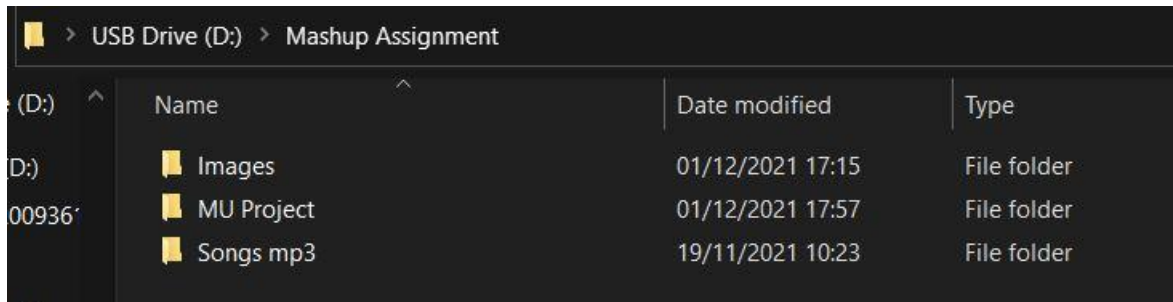 > USB Drive (D:) > Mashup Assignment
(D:) Name Date modified Type
(D:) Images 01/12/2021 17:15 File folder
009361 MU Project 01/12/2021 17:57 File folder
Songs mp3 19/11/2021 10:23 File folder